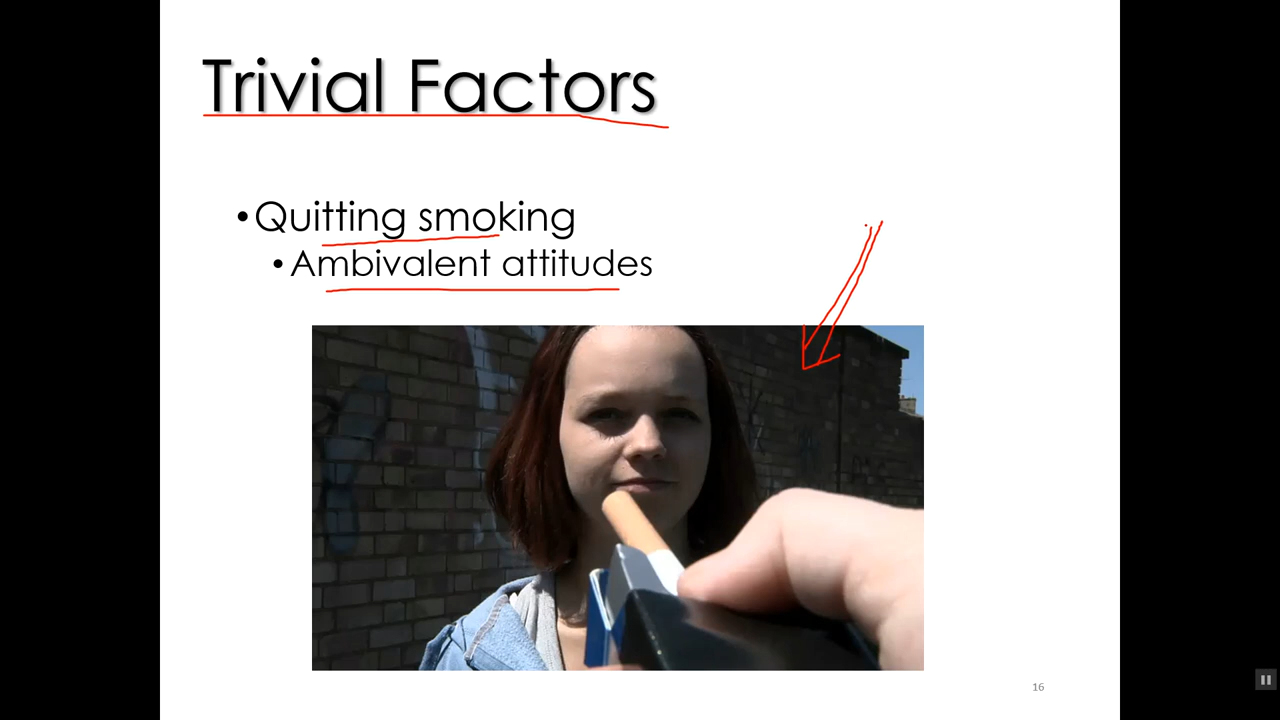 Trivial Factors
•Quitting smoking
•Ambivalent attitudes
16